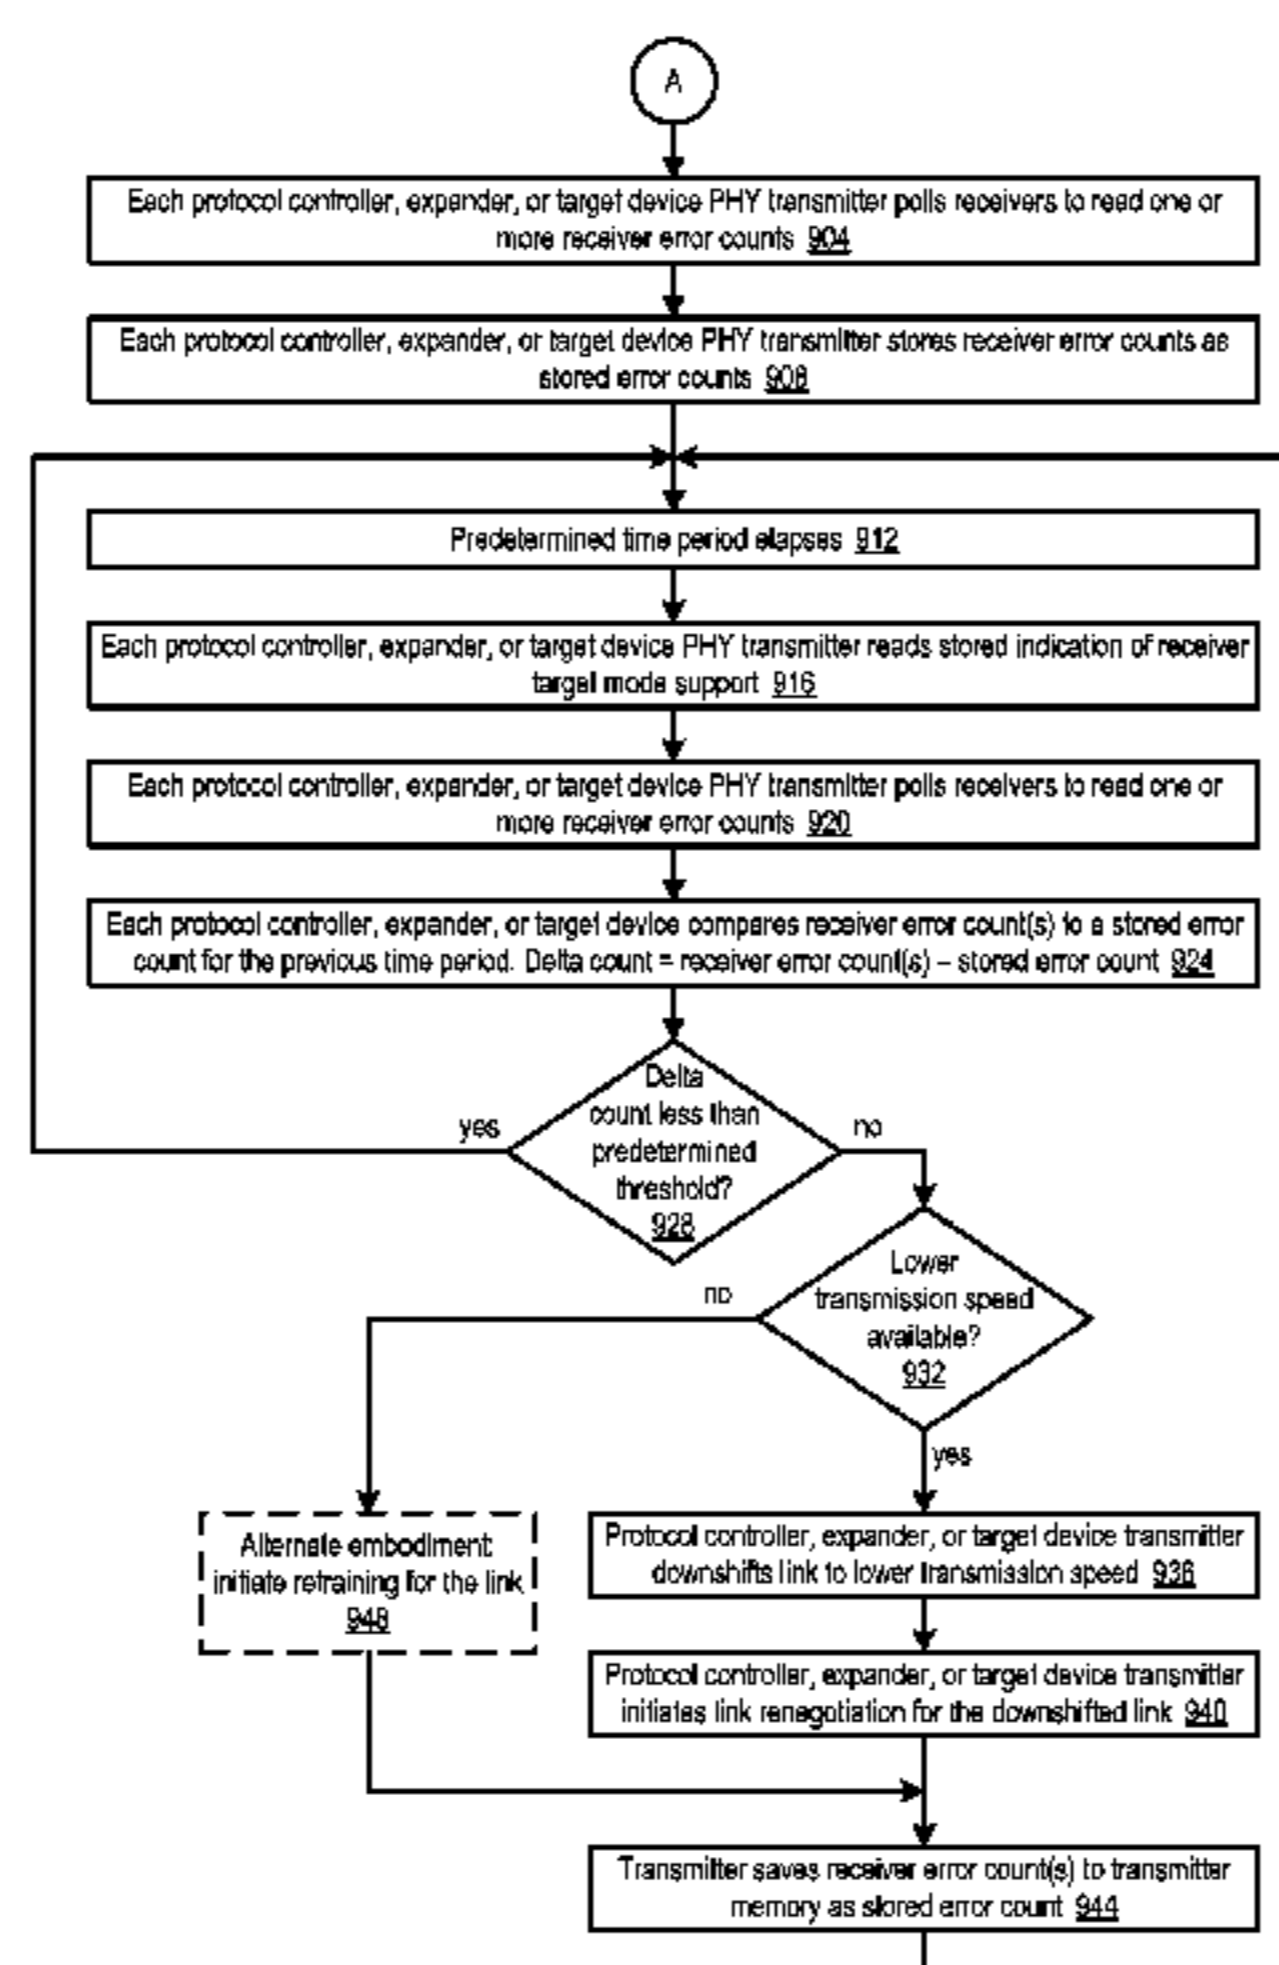 A
Each protocol controller, expander, or target device PHY transmitter polls receivers to read one or
more receiver error counts 904
Each protocol controller, expander, or target device PHY transmitter stores receiver error counts as
stored error counts 908
Predetermined time period elapses 912
Each protocol controller, expander, or target device PHY transmitter reads stored indication of receiver
target mode support 916
Each protocol controller, expander, or target device PHY transmitter polls receivers to read one or
more receiver error counts 920
Each protocol controller, expander, or target device compares receiver error count(s) to a stored error
count for the previous time period. Delta count = receiver error count(s) – stored error count 924
Delta
count less than
predetermined
threshold?
928
yes
no
Lower
transmission speed
available?
932
no
yes
Alternate embodiment:
initiate retraining for the link
948
Protocol controller, expander, or target device transmitter
downshifts link to lower transmission speed 936
Protocol controller, expander, or target device transmitter
initiates link renegotiation for the downshifted link 940
Transmitter saves receiver error count(s) to transmitter
memory as stored error count 944